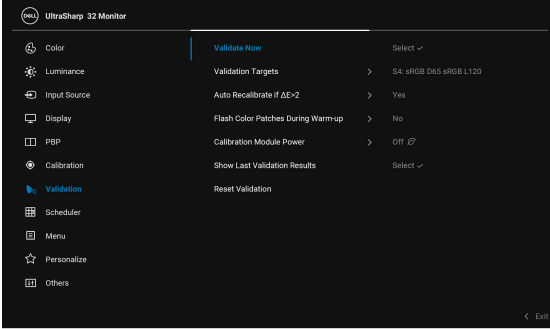 DELL UltraSharp 32 Monitor
Color Validate Now Select
Luminance Validation Targets S4: sRGB D65 sRGB L120
Input Source Auto Recalibrate if ΔE>2 Yes
Display Flash Color Patches During Warm-up No
PBP Calibration Module Power Off
Calibration Show Last Validation Results Select
Validation Reset Validation
Scheduler
Menu
Personalize
Others
Exit